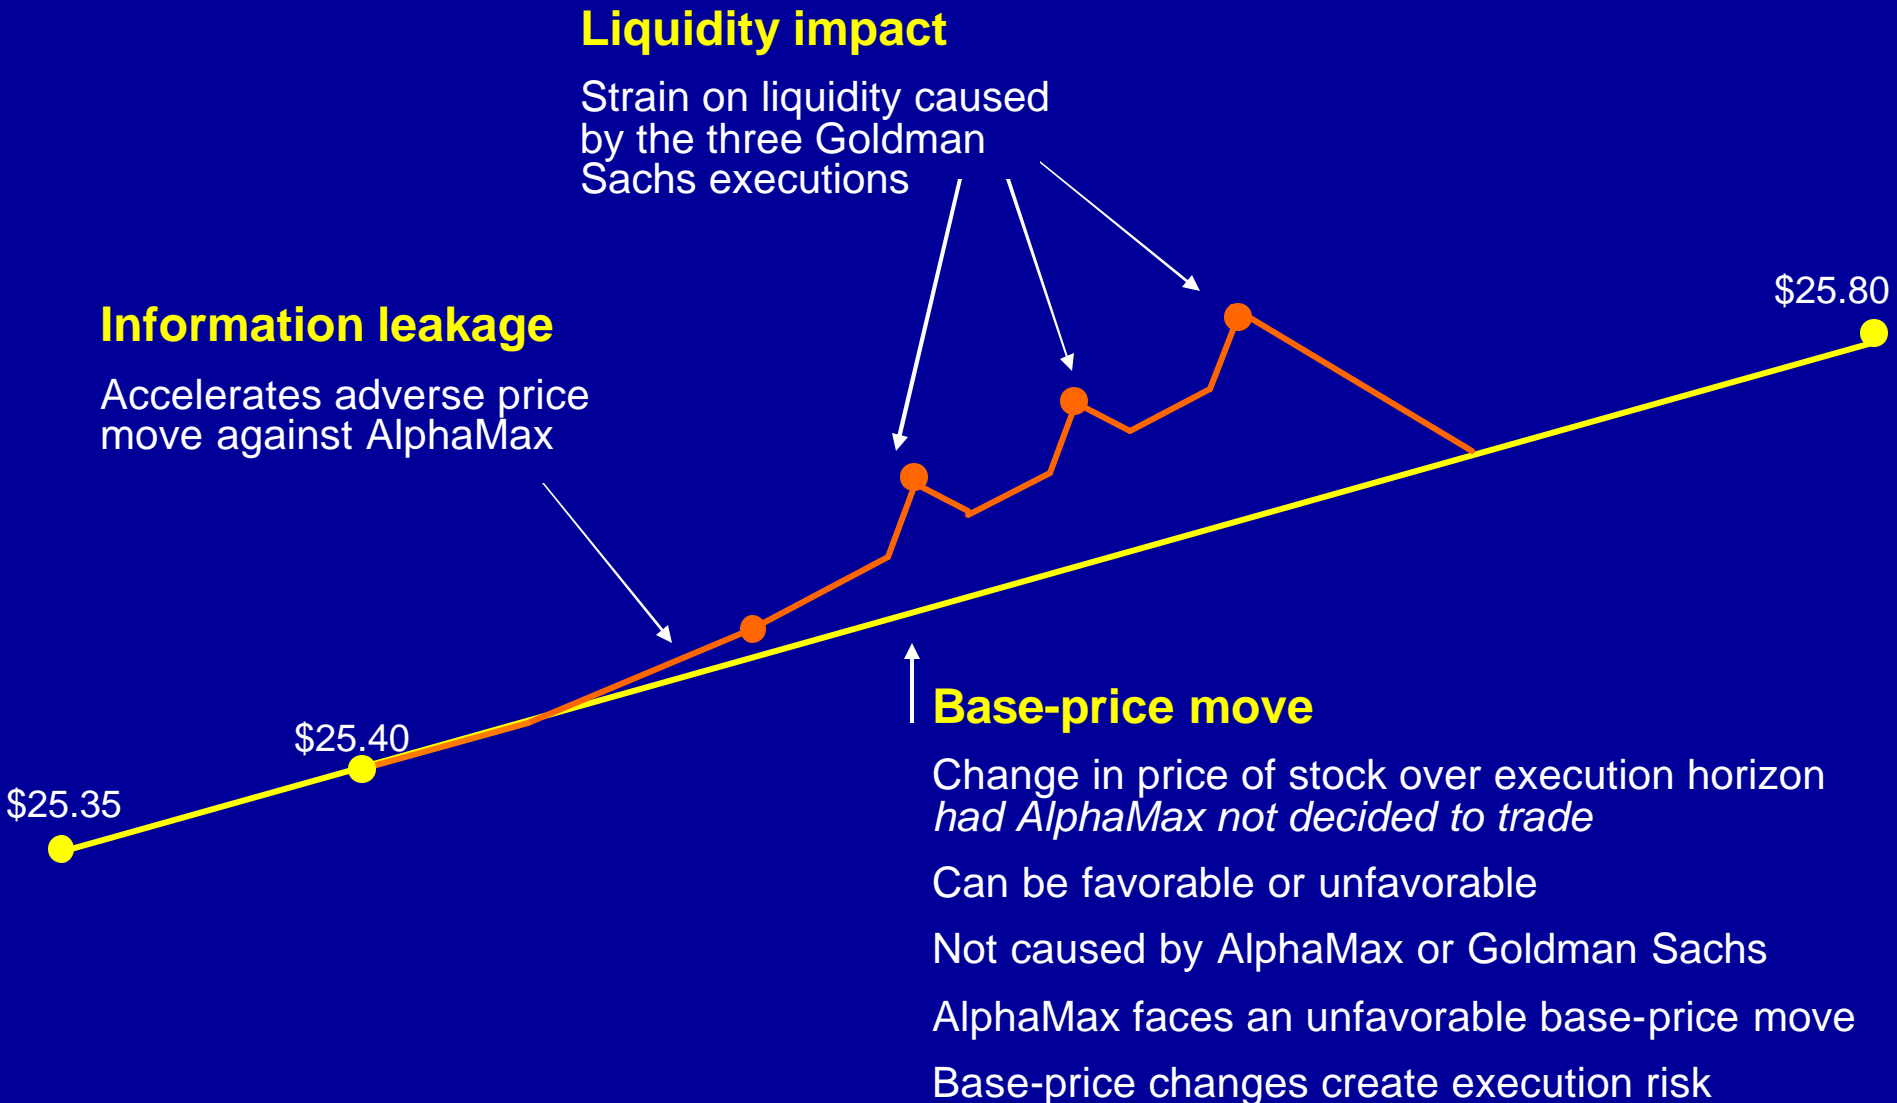 Liquidity impact
Strain on liquidity caused
by the three Goldman
Sachs executions
$25.80
Information leakage
Accelerates adverse price
move against AlphaMax
$25.40
$25.35
Base-price move
Change in price of stock over execution horizon
had AlphaMax not decided to trade
Can be favorable or unfavorable
Not caused by AlphaMax or Goldman Sachs
AlphaMax faces an unfavorable base-price move
Base-price changes create execution risk